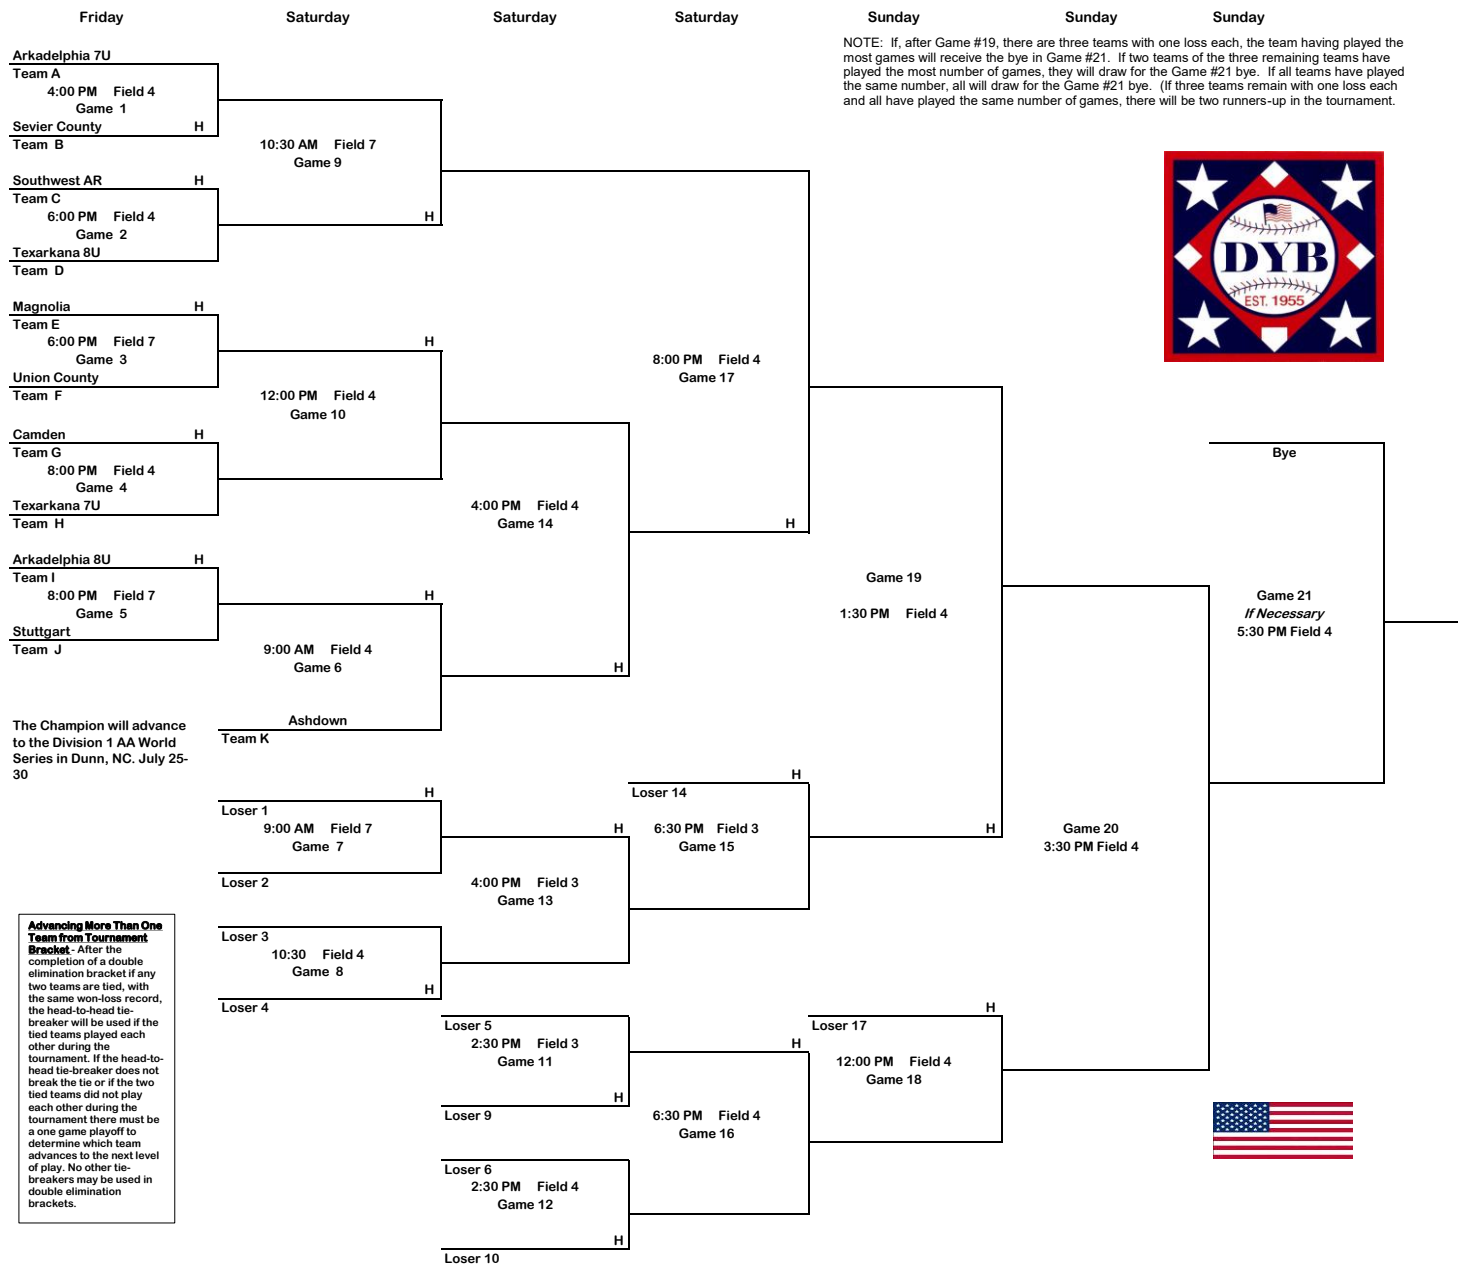 Friday
Saturday
Saturday
Saturday
Sunday
Sunday
Sunday
NOTE: If, after Game #19, there are three teams with one loss each, the team having played the
most games will receive the bye in Game #21. If two teams of the three remaining teams have
played the most number of games, they will draw for the Game #21 bye. If all teams have played
the same number, all will draw for the Game #21 bye. (If three teams remain with one loss each
and all have played the same number of games, there will be two runners-up in the tournament.
Arkadelphia 7U
Team A
4:00 PM Field 4
Game 1
Sevier County H
Team B
Southwest AR H
Team C
6:00 PM Field 4
Game 2
Texarkana 8U
Team D
Magnolia H
Team E
6:00 PM Field 7
Game 3
Union County
Team F
Camden H
Team G
8:00 PM Field 4
Game 4
Texarkana 7U
Team H
Arkadelphia 8U H
Team I
8:00 PM Field 7
Game 5
Stuttgart
Team J
The Champion will advance
to the Division 1 AA World
Series in Dunn, NC. July 25-
30
Advancing More Than One
Team from Tournament
Bracket - After the
completion of a double
elimination bracket if any
two teams are tied, with
the same won-loss record,
the head-to-head tie-
breaker will be used if the
tied teams played each
other during the
tournament. If the head-to-
head tie-breaker does not
break the tie or if the two
tied teams did not play
each other during the
tournament there must be
a one game playoff to
determine which team
advances to the next level
of play. No other tie-
breakers may be used in
double elimination
brackets.
10:30 AM Field 7
Game 9
H
H
12:00 PM Field 4
Game 10
H
9:00 AM Field 4
Game 6
Ashdown
Team K
H
Loser 1
9:00 AM Field 7
Game 7
Loser 2
Loser 3
10:30 Field 4
Game 8
H
Loser 4
4:00 PM Field 4
Game 14
H
H
4:00 PM Field 3
Game 13
Loser 5
2:30 PM Field 3
Game 11
H
Loser 9
Loser 6
2:30 PM Field 4
Game 12
H
Loser 10
8:00 PM Field 4
Game 17
H
H
Loser 14
6:30 PM Field 3
Game 15
H
6:30 PM Field 4
Game 16
Game 19
1:30 PM Field 4
H
H
Loser 17
12:00 PM Field 4
Game 18
Game 20
3:30 PM Field 4
DYB
EST. 1955
Bye
Game 21
If Necessary
5:30 PM Field 4